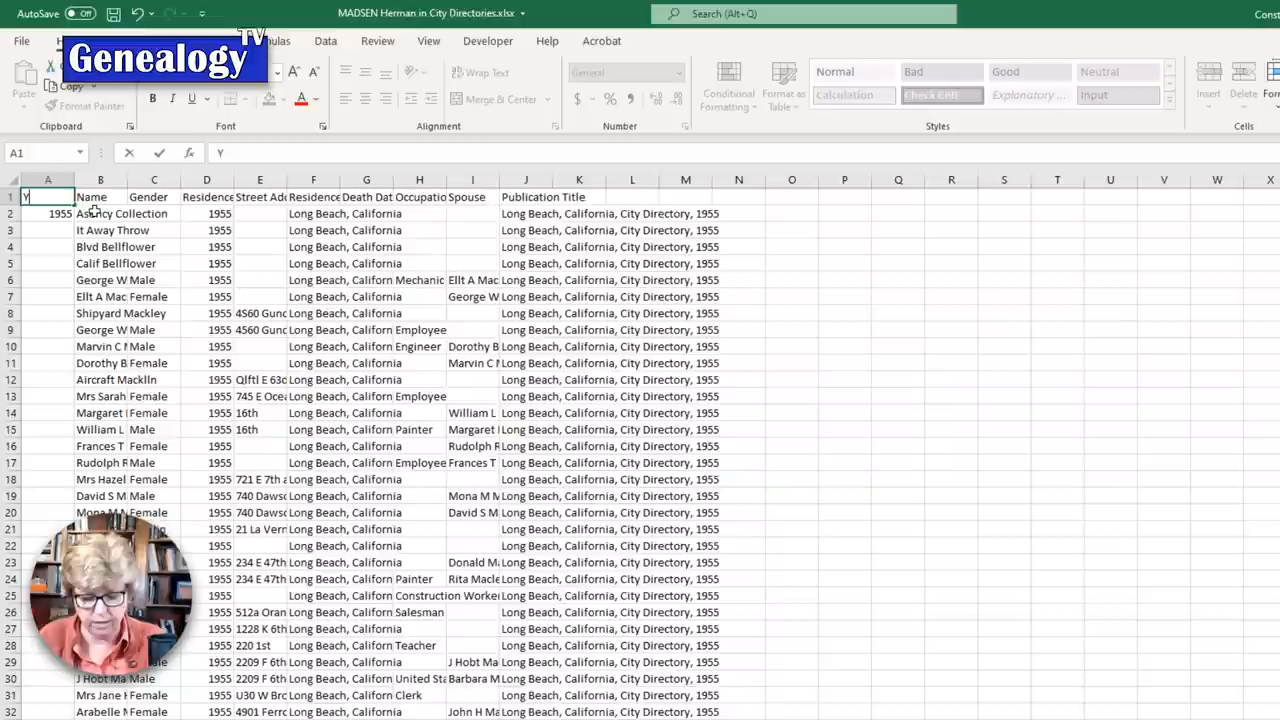 AutoSave Off MADSEN Herman in City Directories.xlsx Search (Alt+Q)
File Data Review View Developer Help Acrobat
Genealogy TV
Paste Copy Format Painter B I U A A A Wrap Text Merge & Center General $ % Conditional Formatting Format as Table Normal Bad Good Neutral Calculation Check Cell Explanatory ... Input Insert Delete
Clipboard Font Alignment Number Styles Cells
A1 fx Y
A B C D E F G H I J K L M N O P Q R S T U V W X
1 Y Name Gender Residence Street Add Residence Death Dat Occupatio Spouse Publication Title
2 1955 Agency Collection 1955 Long Beach, California Long Beach, California, City Directory, 1955
3 It Away Throw 1955 Long Beach, California Long Beach, California, City Directory, 1955
4 Blvd Bellflower 1955 Long Beach, California Long Beach, California, City Directory, 1955
5 Calif Bellflower 1955 Long Beach, California Long Beach, California, City Directory, 1955
6 George W Male 1955 Long Beach, Californ Mechanic Ellt A Mac Long Beach, California, City Directory, 1955
7 Ellt A Mac Female 1955 Long Beach, California George W Long Beach, California, City Directory, 1955
8 Shipyard Mackley 1955 4S60 Gund Long Beach, California Long Beach, California, City Directory, 1955
9 George W Male 1955 4560 Gund Long Beach, Californ Employee Long Beach, California, City Directory, 1955
10 Marvin C Male 1955 Long Beach, Californ Engineer Dorothy B Long Beach, California, City Directory, 1955
11 Dorothy B Female 1955 Long Beach, California Marvin C Long Beach, California, City Directory, 1955
12 Aircraft Macklln 1955 Qlftl E 63d Long Beach, California Long Beach, California, City Directory, 1955
13 Mrs Sarah Female 1955 745 E Ocea Long Beach, Californ Employee Long Beach, California, City Directory, 1955
14 Margaret Female 1955 16th Long Beach, California William L Long Beach, California, City Directory, 1955
15 William L Male 1955 16th Long Beach, Californ Painter Margaret Long Beach, California, City Directory, 1955
16 Frances T Female 1955 Long Beach, California Rudolph R Long Beach, California, City Directory, 1955
17 Rudolph R Male 1955 Long Beach, Californ Employee Frances T Long Beach, California, City Directory, 1955
18 Mrs Hazel Female 1955 721 E 7th a Long Beach, California Long Beach, California, City Directory, 1955
19 David S M Male 1955 740 Dawso Long Beach, California Mona M M Long Beach, California, City Directory, 1955
20 Mona M Female 1955 740 Dawso Long Beach, California David S M Long Beach, California, City Directory, 1955
21 1955 21 La Vern Long Beach, California Long Beach, California, City Directory, 1955
22 1955 Long Beach, California Long Beach, California, City Directory, 1955
23 1955 234 E 47th Long Beach, California Donald Ma Long Beach, California, City Directory, 1955
24 1955 234 E 47th Long Beach, Californ Painter Rita Macle Long Beach, California, City Directory, 1955
25 1955 Long Beach, Californ Construction Worker Long Beach, California, City Directory, 1955
26 1955 512a Oran Long Beach, Californ Salesman Long Beach, California, City Directory, 1955
27 1955 1228 K 6th Long Beach, California Long Beach, California, City Directory, 1955
28 1955 220 1st Long Beach, Californ Teacher Long Beach, California, City Directory, 1955
29 1955 2209 F 6th Long Beach, California J Hobt Ma Long Beach, California, City Directory, 1955
30 J Hobt Ma Male 1955 2209 F 6th Long Beach, Californ United Sta Barbara M Long Beach, California, City Directory, 1955
31 Mrs Jane H Female 1955 U30 W Bro Long Beach, Californ Clerk Long Beach, California, City Directory, 1955
32 Arabelle M Female 1955 4901 Ferro Long Beach, California John H Ma Long Beach, California, City Directory, 1955